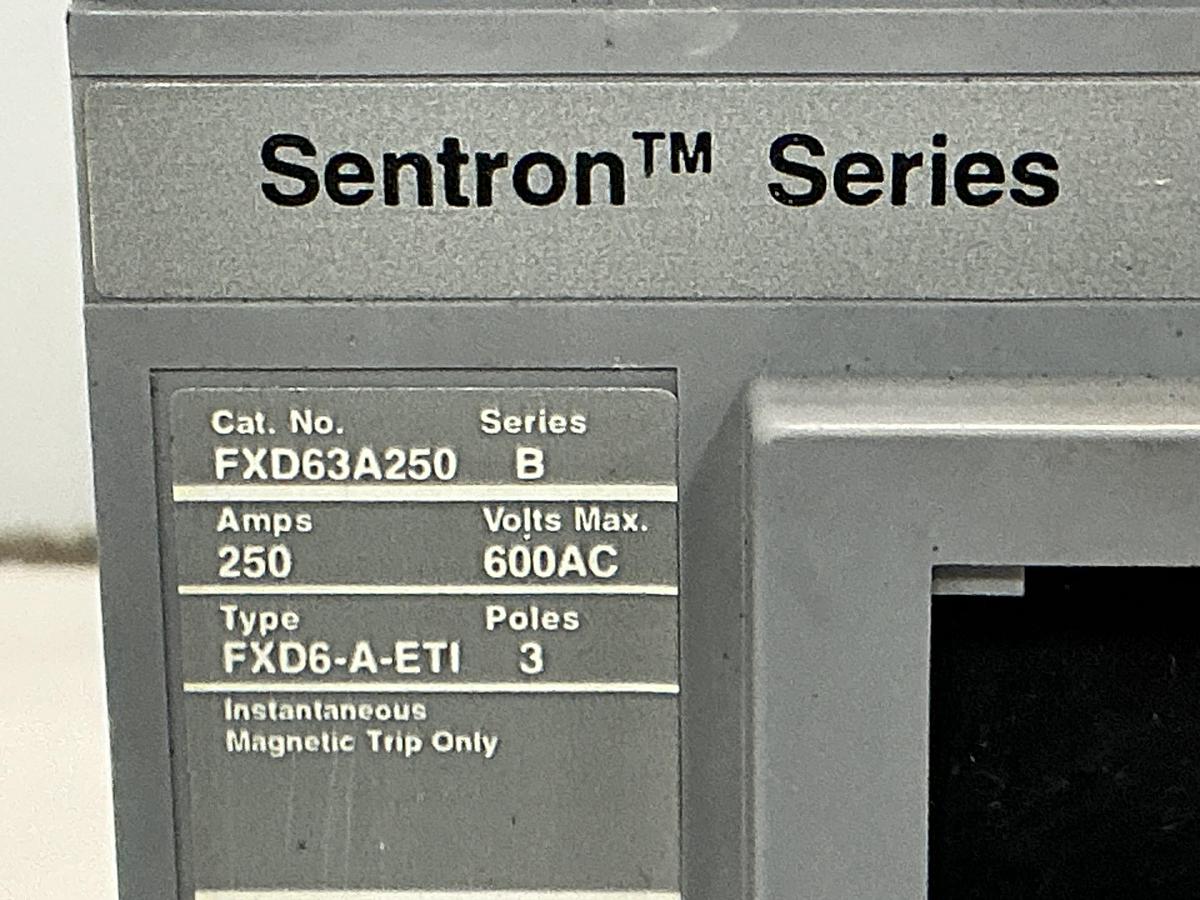 Sentron™ Series
Cat. No. Series
FXD63A250 B
Amps Volts Max.
250 600AC
Type Poles
FXD6-A-ETI 3
Instantaneous
Magnetic Trip Only